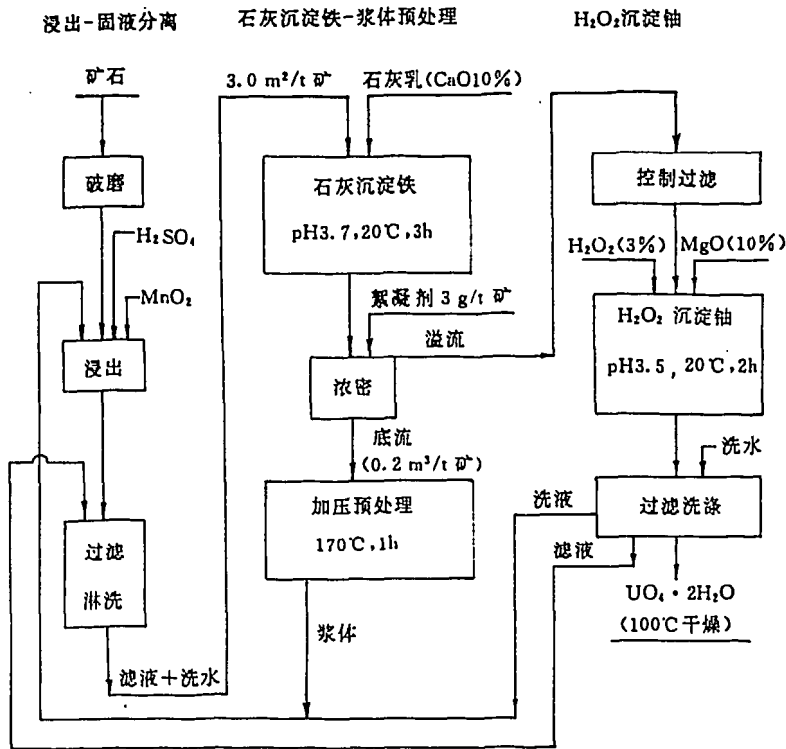 浸出-固液分离
石灰沉淀铁-浆体预处理
H₂O₂沉淀铀
矿石
破磨
H₂SO₄
MnO₂
浸出
过滤
淋洗
滤液+洗水
3.0 m²/t 矿
石灰乳(CaO10%)
石灰沉淀铁
pH3.7,20℃,3h
絮凝剂 3 g/t 矿
溢流
浓密
底流
(0.2 m³/t 矿)
加压预处理
170℃,1h
浆体
控制过滤
H₂O₂(3%)
MgO(10%)
H₂O₂ 沉淀铀
pH3.5, 20℃,2h
洗水
过滤洗涤
洗液
滤液
UO₄·2H₂O
(100℃干燥)